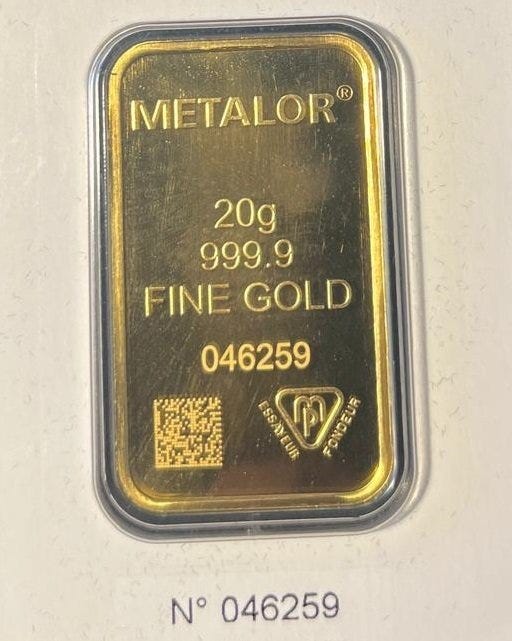 METALOR®
20g
999.9
FINE GOLD
046259
ESSAYEUR
FONDEUR
N° 046259